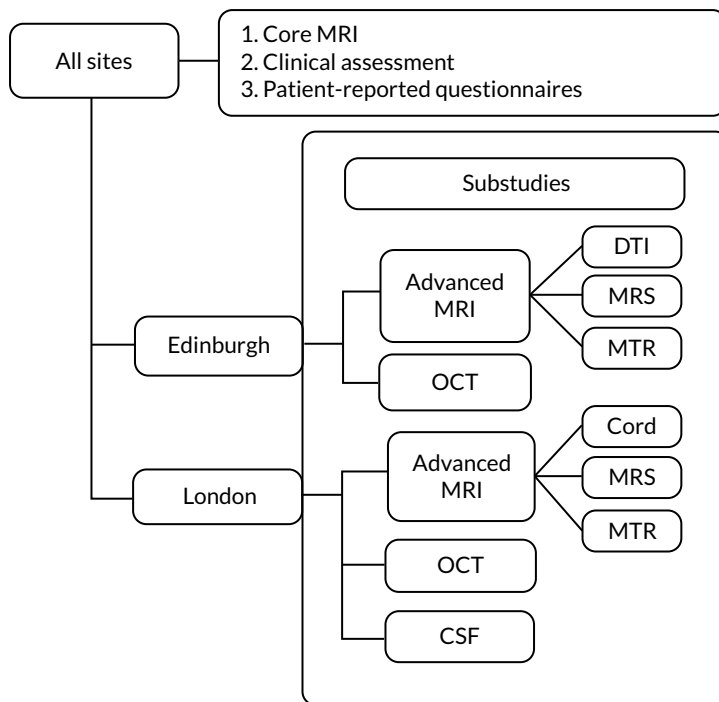 All sites
1. Core MRI
2. Clinical assessment
3. Patient-reported questionnaires
Substudies
Edinburgh
Advanced
MRI
DTI
MRS
MTR
OCT
London
Advanced
MRI
Cord
MRS
MTR
OCT
CSF